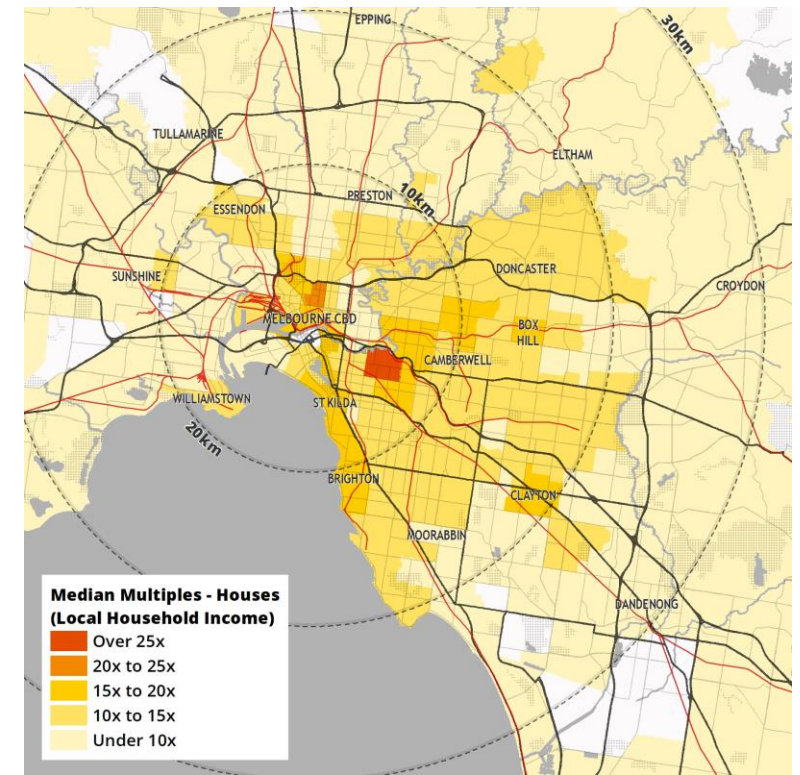 EPPING
30km
TULLAMARINE
ELTHAM
PRESTON
10km
ESSENDON
DONCASTER
SUNSHINE
CROYDON
MELBOURNE CBD
BOX
HILL
CAMBERWELL
WILLIAMSTOWN
ST KILDA
20km
BRIGHTON
CLAYTON
MOORABBIN
DANDENONG
Median Multiples - Houses
(Local Household Income)
Over 25x
20x to 25x
15x to 20x
10x to 15x
Under 10x